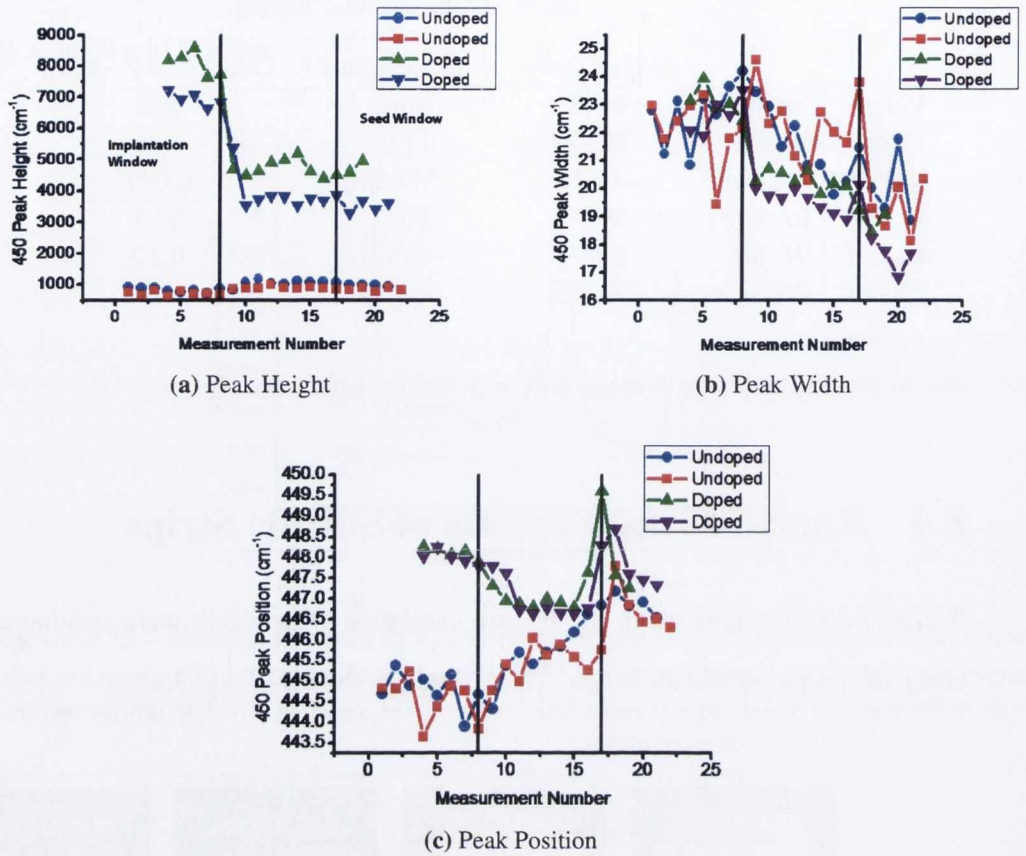 Undoped
Undoped
Doped
Doped
9000
8000
7000
6000
5000
4000
3000
2000
1000
450 Peak Height (cm⁻¹)
Implantation
Window
Seed Window
0 5 10 15 20 25
Measurement Number
(a) Peak Height
Undoped
Undoped
Doped
Doped
25
24
23
22
21
20
19
18
17
16
450 Peak Width (cm⁻¹)
0 5 10 15 20 25
Measurement Number
(b) Peak Width
Undoped
Undoped
Doped
Doped
450.0
449.5
449.0
448.5
448.0
447.5
447.0
446.5
446.0
445.5
445.0
444.5
444.0
443.5
450 Peak Position (cm⁻¹)
0 5 10 15 20 25
Measurement Number
(c) Peak Position